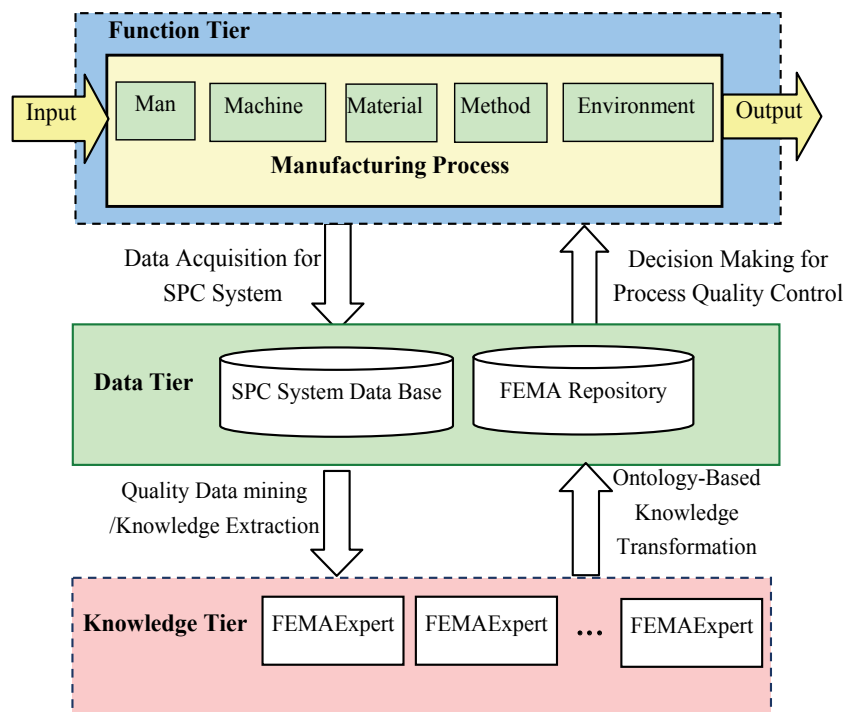 Function Tier
Input
Man
Machine
Material
Method
Environment
Output
Manufacturing Process
Data Acquisition for
SPC System
Decision Making for
Process Quality Control
Data Tier
SPC System Data Base
FEMA Repository
Quality Data mining
/Knowledge Extraction
Ontology-Based
Knowledge
Transformation
Knowledge Tier
FEMAExpert
FEMAExpert
...
FEMAExpert